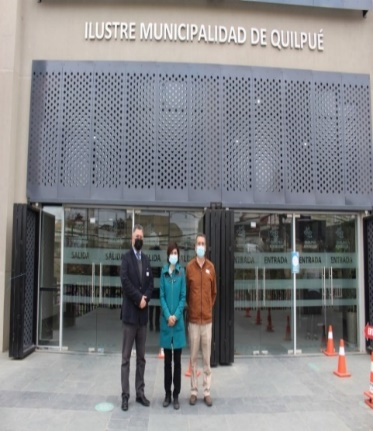 ILUSTRE MUNICIPALIDAD DE QUILPUÉ
SALIDA SALIDA ENTRADA ENTRADA